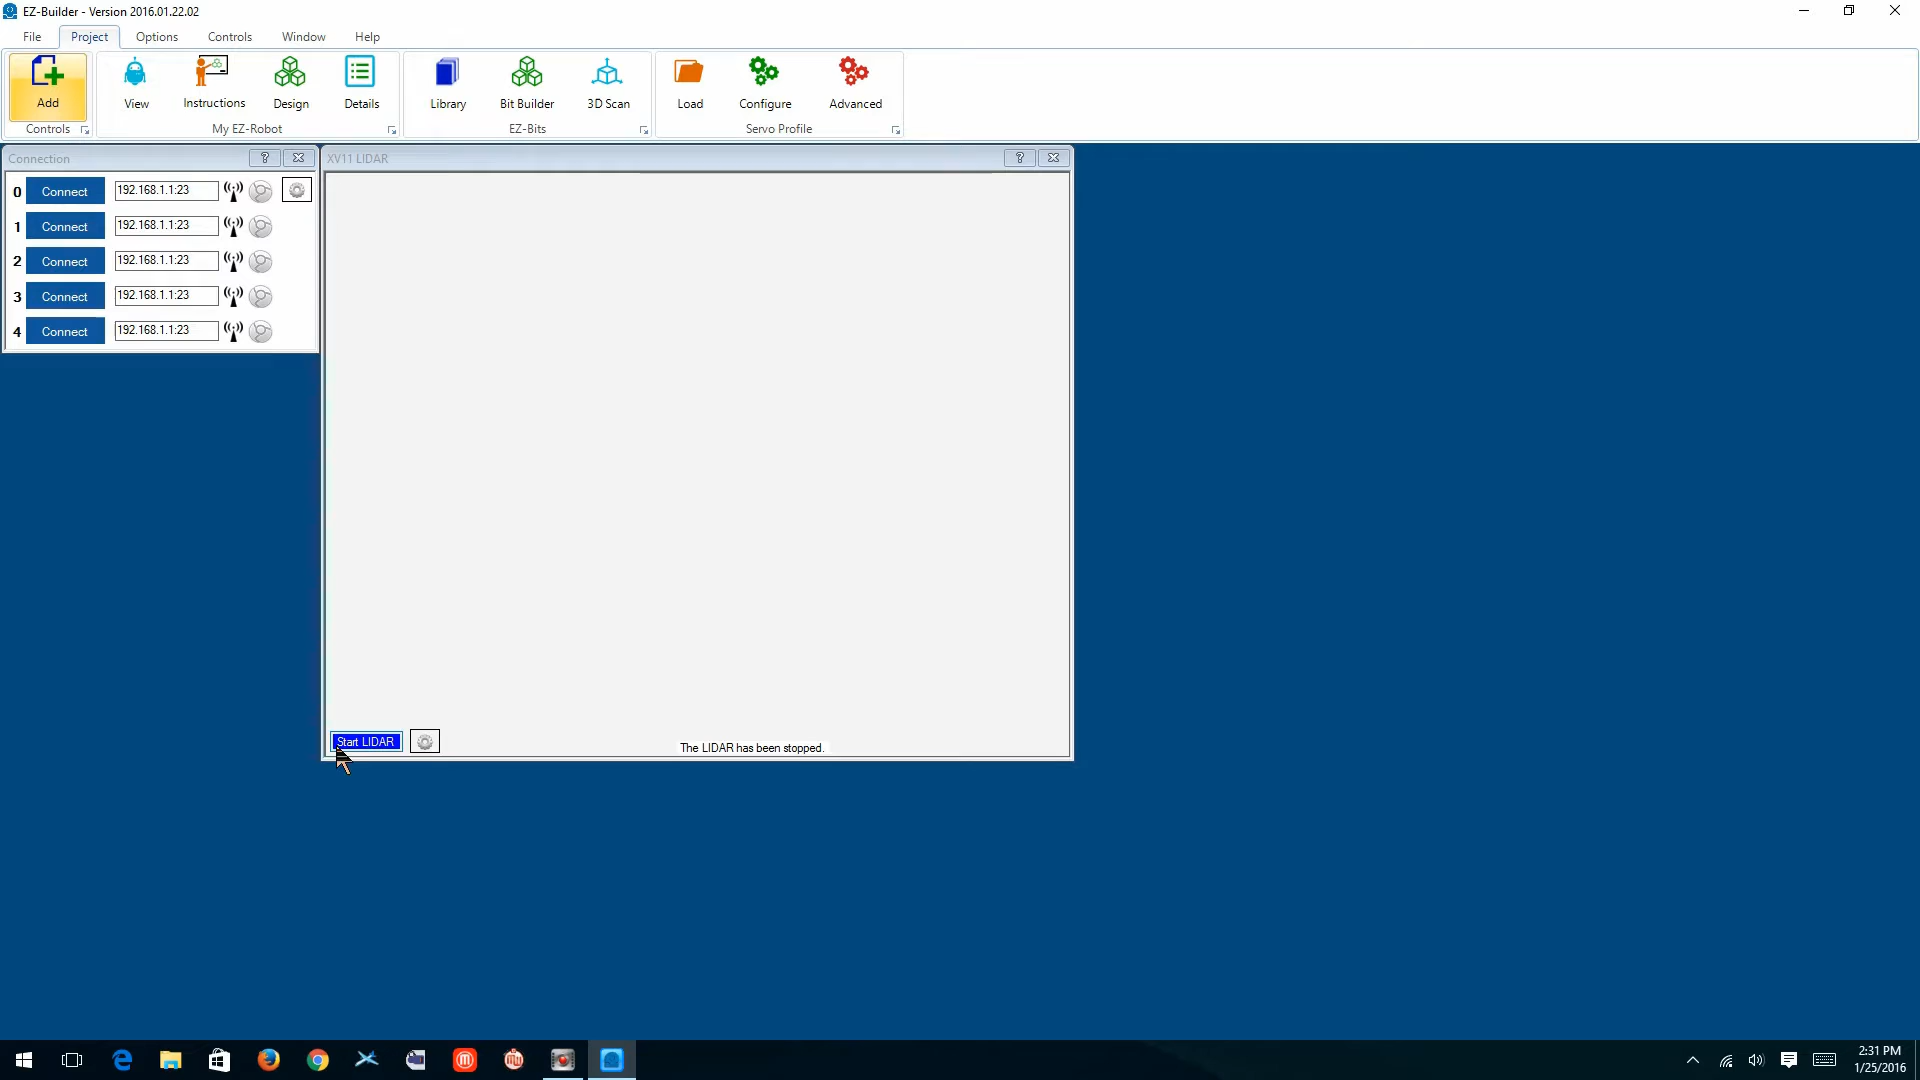 EZ-Builder - Version 2016.01.22.02
File Project Options Controls Window Help
Add View Instructions Design Details Library Bit Builder 3D Scan Load Configure Advanced
Controls My EZ-Robot EZ-Bits Servo Profile
Connection ? XV11 LIDAR ?
0 Connect 192.168.1.1:23
1 Connect 192.168.1.1:23
2 Connect 192.168.1.1:23
3 Connect 192.168.1.1:23
4 Connect 192.168.1.1:23
Start LIDAR The LIDAR has been stopped.
2:31 PM
1/25/2016